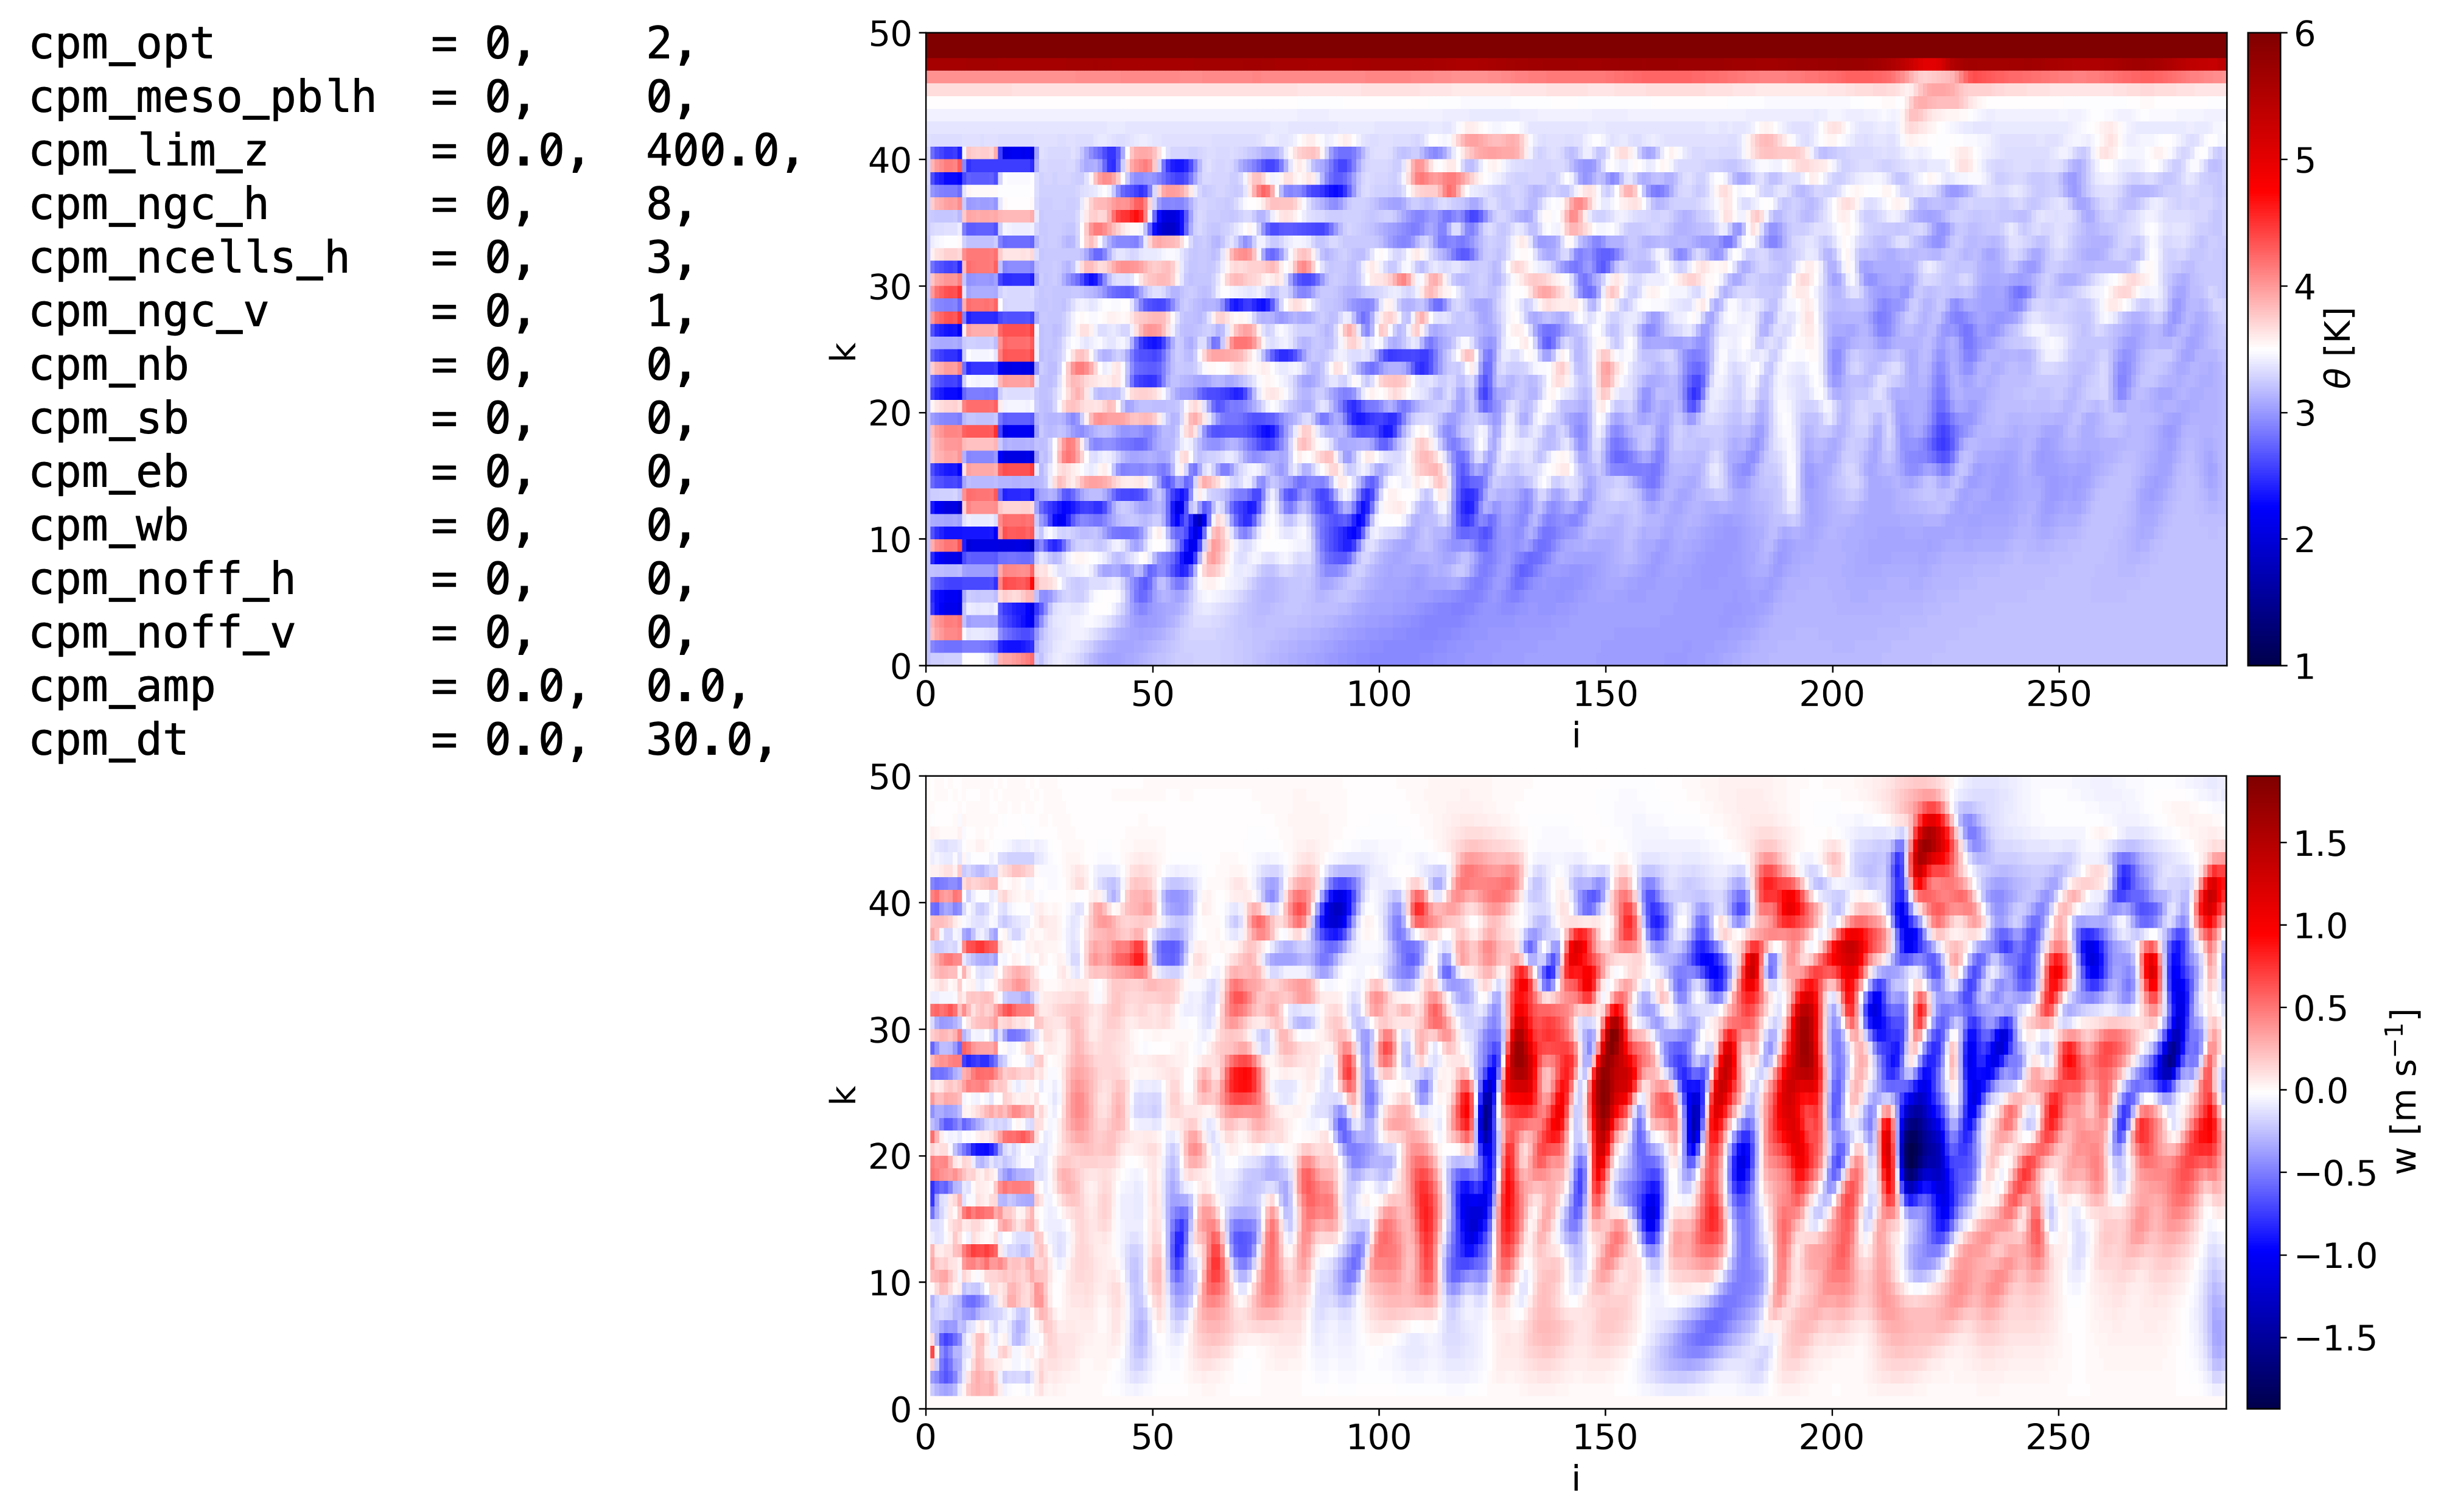 cpm_opt = 0, 2,
cpm_meso_pblh = 0, 0,
cpm_lim_z = 0.0, 400.0,
cpm_ngc_h = 0, 8,
cpm_ncells_h = 0, 3,
cpm_ngc_v = 0, 1,
cpm_nb = 0, 0,
cpm_sb = 0, 0,
cpm_eb = 0, 0,
cpm_wb = 0, 0,
cpm_noff_h = 0, 0,
cpm_noff_v = 0, 0,
cpm_amp = 0.0, 0.0,
cpm_dt = 0.0, 30.0,
50
40
30
20
10
0
k
0 50 100 150 200 250
i
6
5
4
3
2
1
θ [K]
50
40
30
20
10
0
k
0 50 100 150 200 250
i
1.5
1.0
0.5
0.0
−0.5
−1.0
−1.5
w [m s⁻¹]